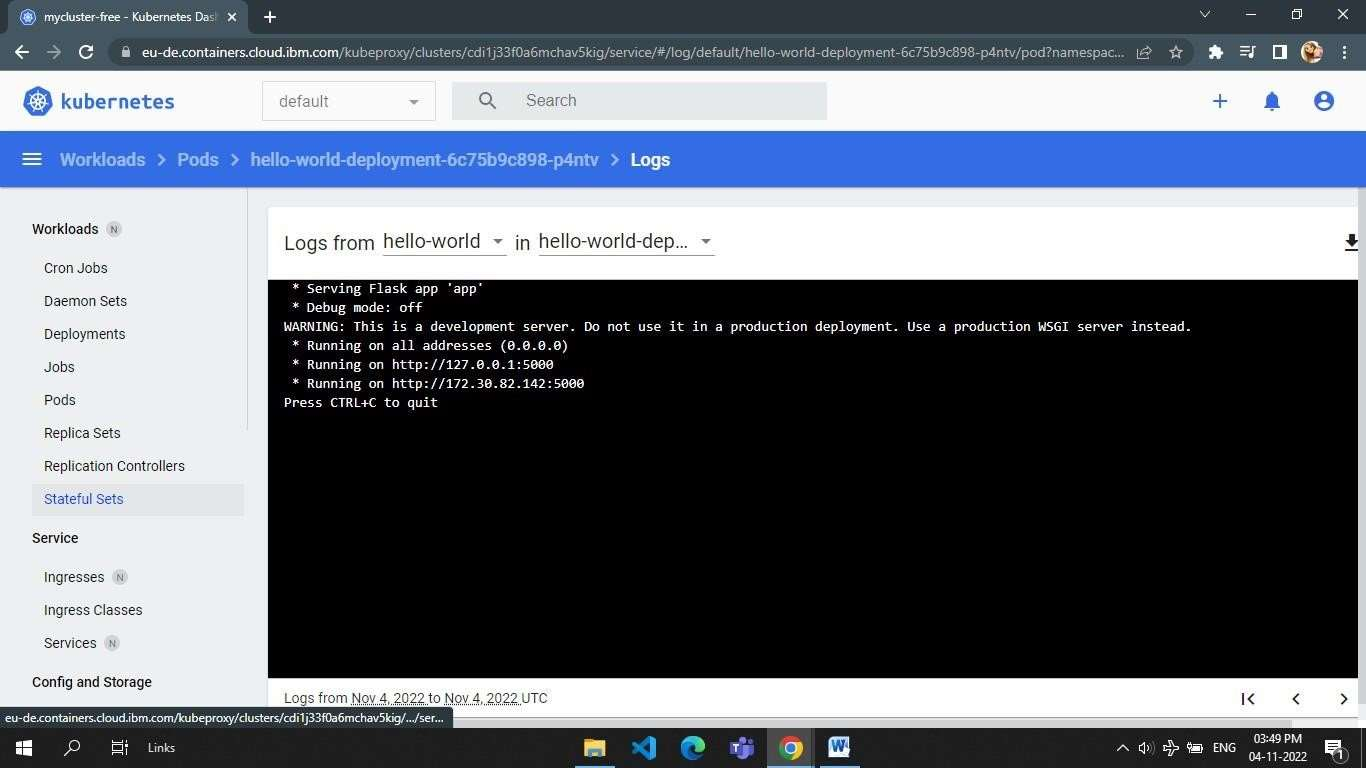 mycluster-free - Kubernetes Das
eu-de.containers.cloud.ibm.com/kubeproxy/clusters/cdi1j33f0a6mchav5kig/service/#/log/default/hello-world-deployment-6c75b9c898-p4ntv/pod?namespac...
kubernetes
default
Search
Workloads > Pods > hello-world-deployment-6c75b9c898-p4ntv > Logs
Workloads N
Cron Jobs
Daemon Sets
Deployments
Jobs
Pods
Replica Sets
Replication Controllers
Stateful Sets
Service
Ingresses N
Ingress Classes
Services N
Config and Storage
Logs from hello-world in hello-world-dep...
* Serving Flask app 'app'
* Debug mode: off
WARNING: This is a development server. Do not use it in a production deployment. Use a production WSGI server instead.
* Running on all addresses (0.0.0.0)
* Running on http://127.0.0.1:5000
* Running on http://172.30.82.142:5000
Press CTRL+C to quit
Logs from Nov 4, 2022 to Nov 4, 2022 UTC
eu-de.containers.cloud.ibm.com/kubeproxy/clusters/cdi1j33f0a6mchav5kig/.../ser...
Links
ENG
03:49 PM
04-11-2022
1